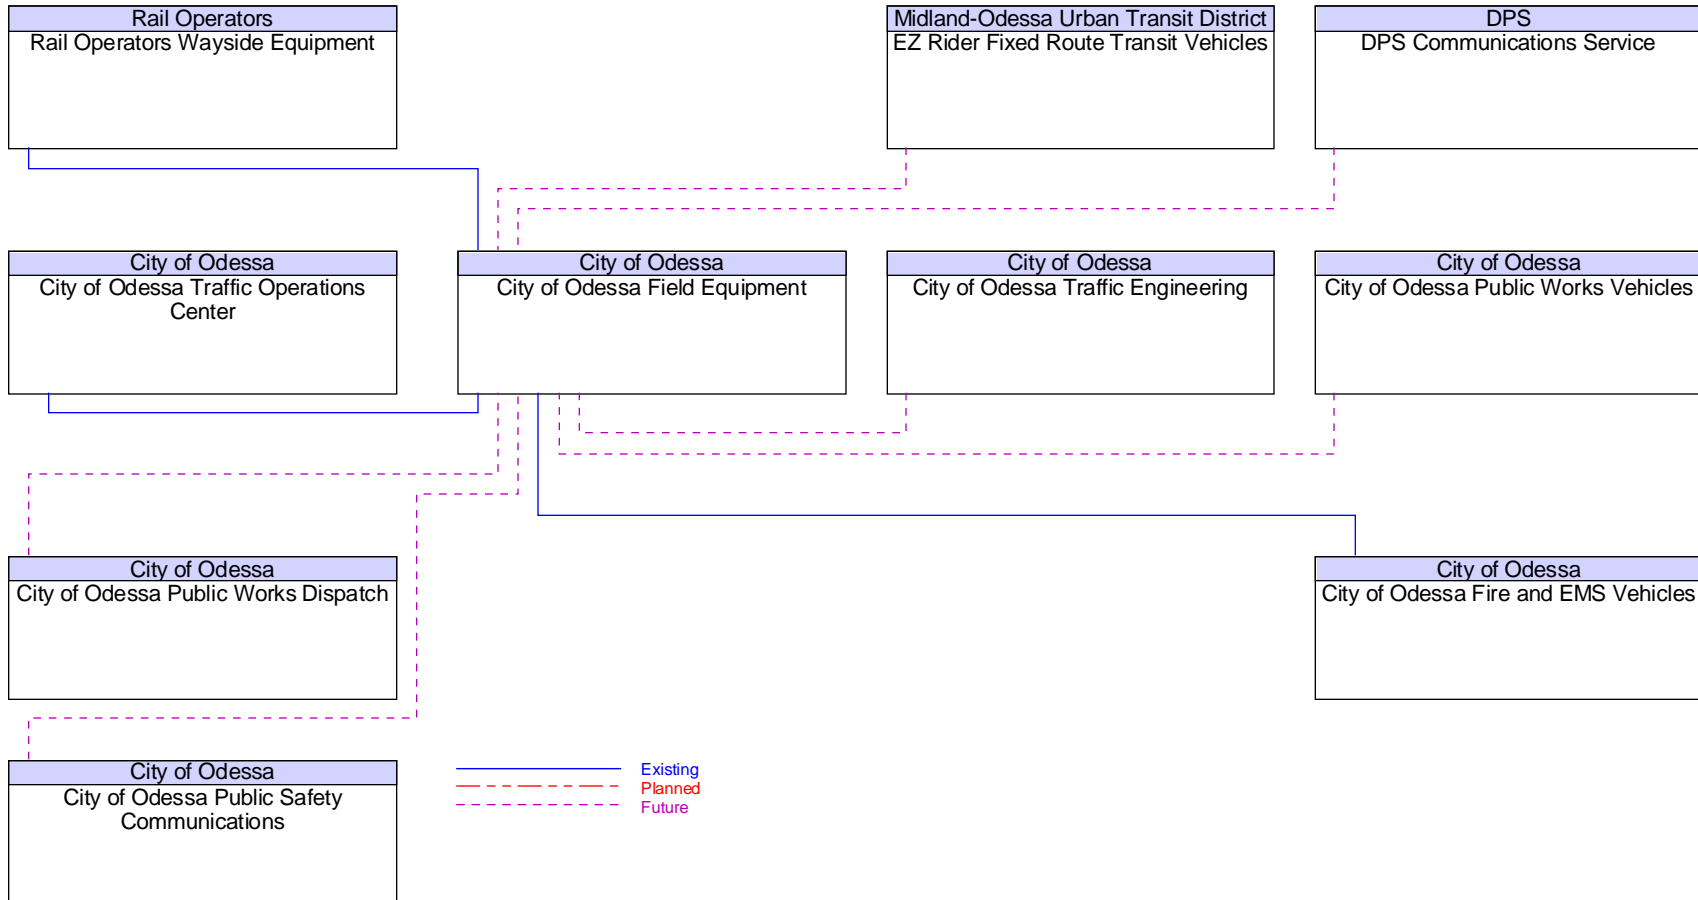 Rail Operators
Rail Operators Wayside Equipment
Midland-Odessa Urban Transit District
EZ Rider Fixed Route Transit Vehicles
DPS
DPS Communications Service
City of Odessa
City of Odessa Traffic Operations
Center
City of Odessa
City of Odessa Field Equipment
City of Odessa
City of Odessa Traffic Engineering
City of Odessa
City of Odessa Public Works Vehicles
City of Odessa
City of Odessa Public Works Dispatch
City of Odessa
City of Odessa Fire and EMS Vehicles
City of Odessa
City of Odessa Public Safety
Communications
Existing
Planned
Future